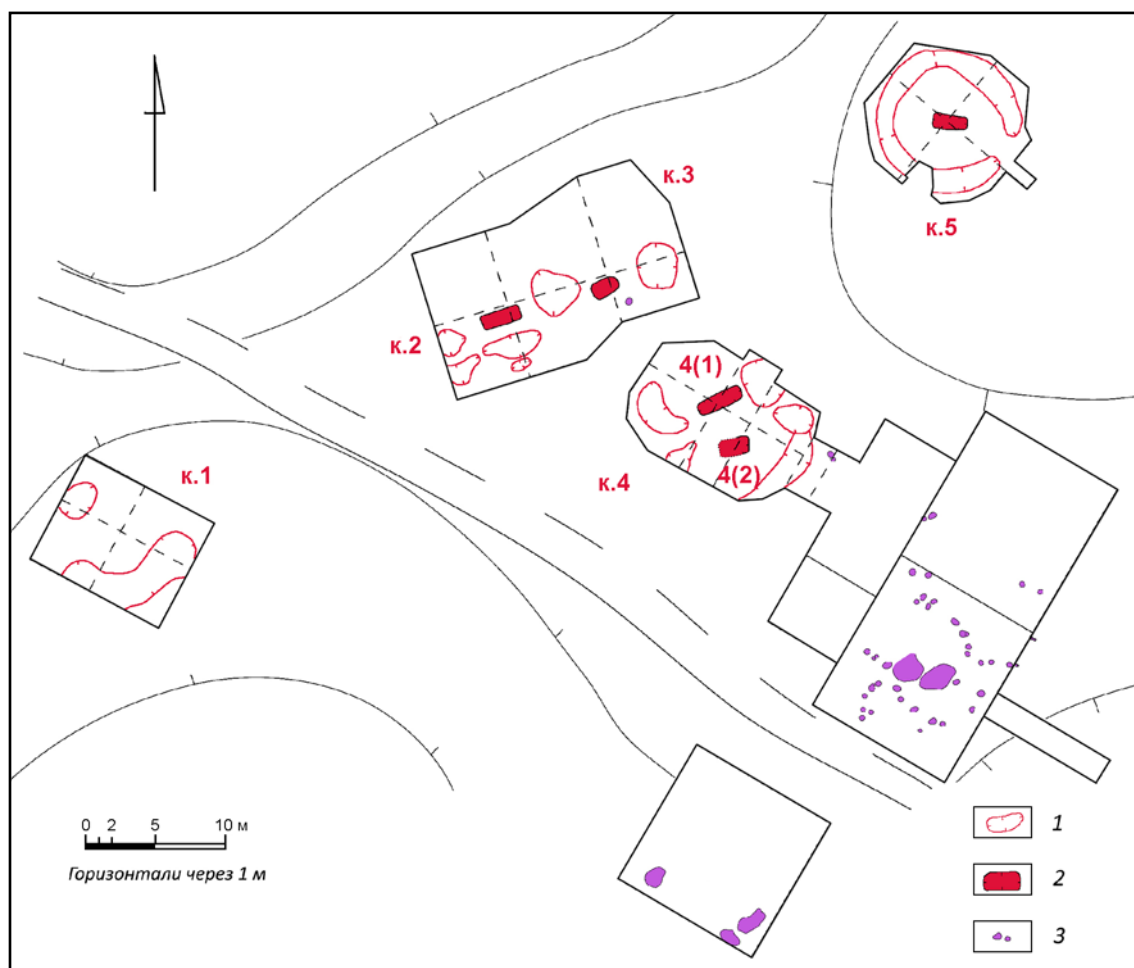 к.3
к.5
к.2
4(1)
к.1
к.4
4(2)
0 2 5 10 м
Горизонтали через 1 м
1
2
3